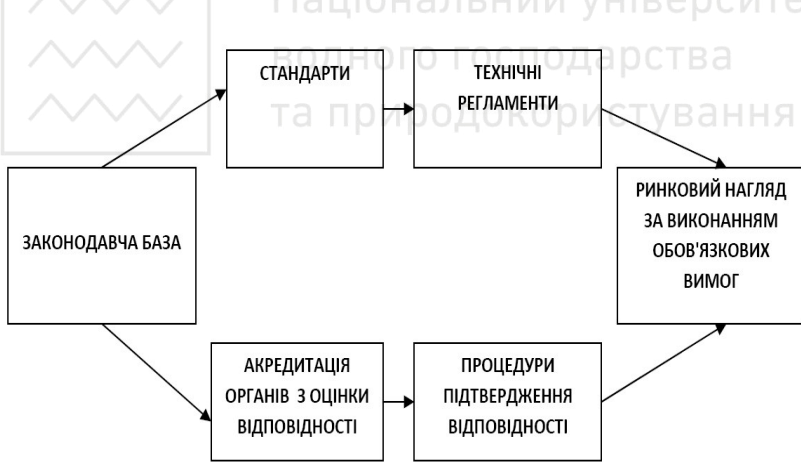 Національний університе
водного господарства
та природокористування
СТАНДАРТИ
ТЕХНІЧНІ
РЕГЛАМЕНТИ
ЗАКОНОДАВЧА БАЗА
РИНКОВИЙ НАГЛЯД
ЗА ВИКОНАННЯМ
ОБОВ'ЯЗКОВИХ
ВИМОГ
АКРЕДИТАЦІЯ
ОРГАНІВ З ОЦІНКИ
ВІДПОВІДНОСТІ
ПРОЦЕДУРИ
ПІДТВЕРДЖЕННЯ
ВІДПОВІДНОСТІ